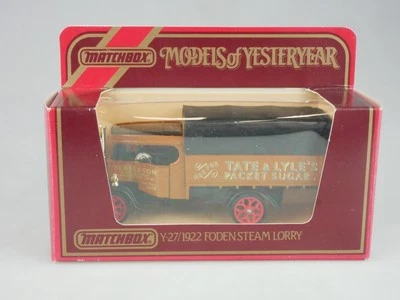 MATCHBOX
MODELS of YESTERYEAR
TATE & LYLE'S
PACKET SUGAR.
MATCHBOX
Y-27/1922 FODEN STEAM LORRY